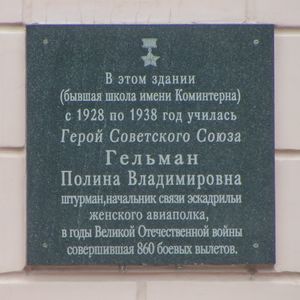 В этом здании
(бывшая школа имени Коминтерна)
с 1928 по 1938 год училась
Герой Советского Союза
Гельман
Полина Владимировна
штурман,начальник связи эскадрильи
женского авиаполка,
в годы Великой Отечественной войны
совершившая 860 боевых вылетов.